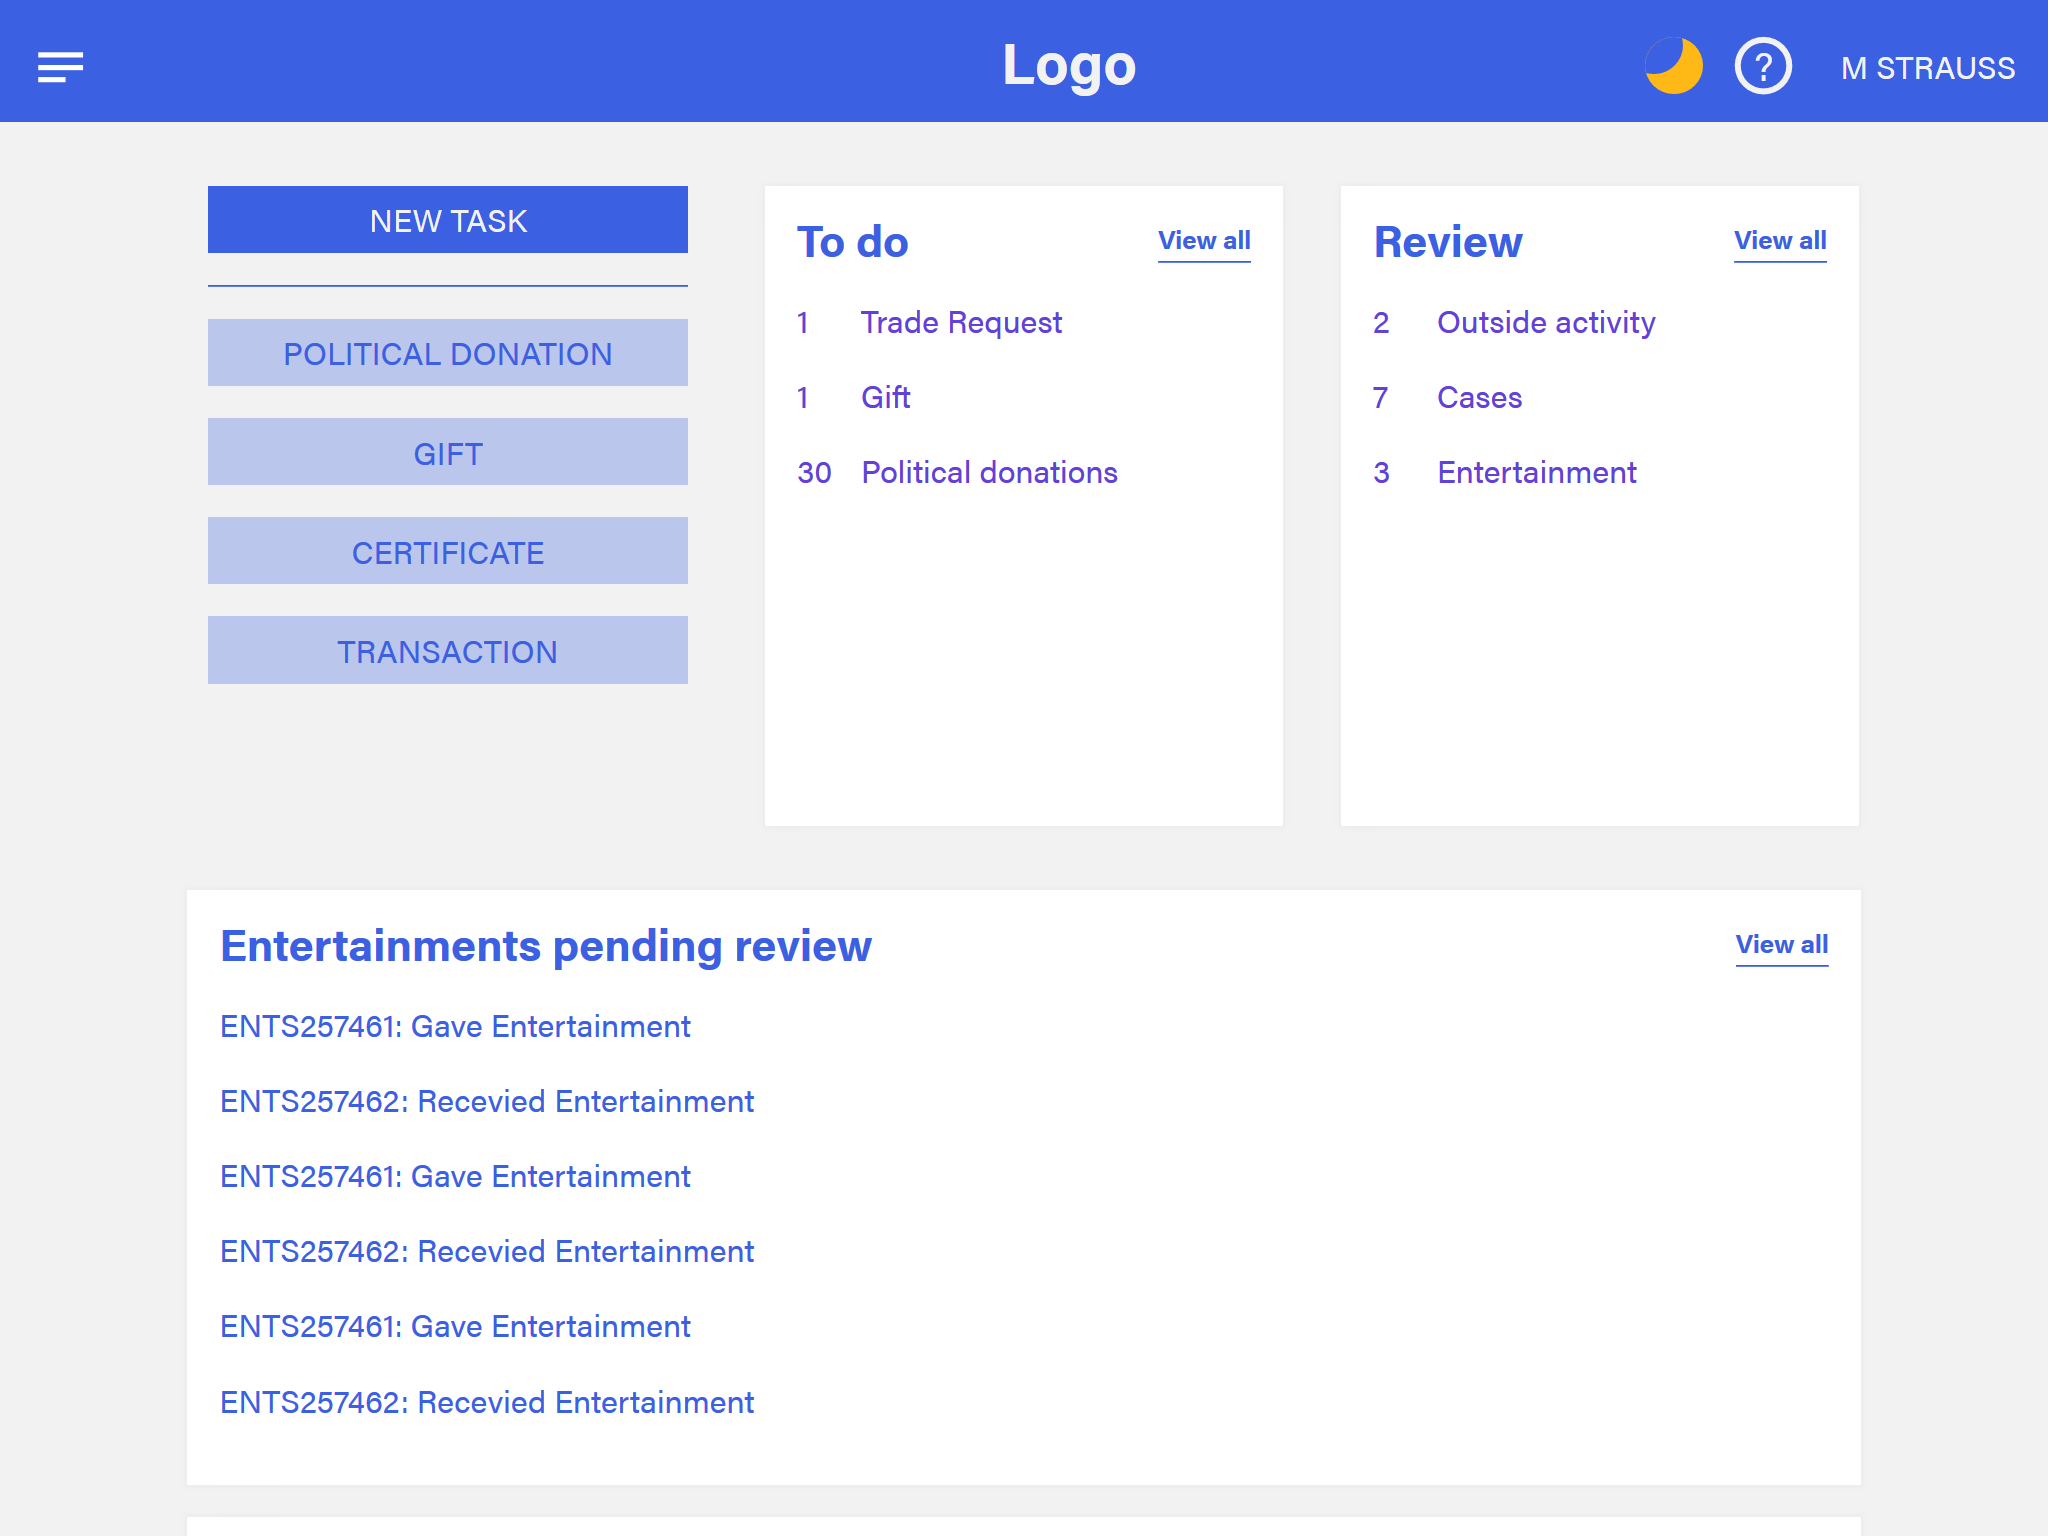 Logo
?
M STRAUSS
NEW TASK
POLITICAL DONATION
GIFT
CERTIFICATE
TRANSACTION
To do
View all
1 Trade Request
1 Gift
30 Political donations
Review
View all
2 Outside activity
7 Cases
3 Entertainment
Entertainments pending review
View all
ENTS257461: Gave Entertainment
ENTS257462: Recevied Entertainment
ENTS257461: Gave Entertainment
ENTS257462: Recevied Entertainment
ENTS257461: Gave Entertainment
ENTS257462: Recevied Entertainment